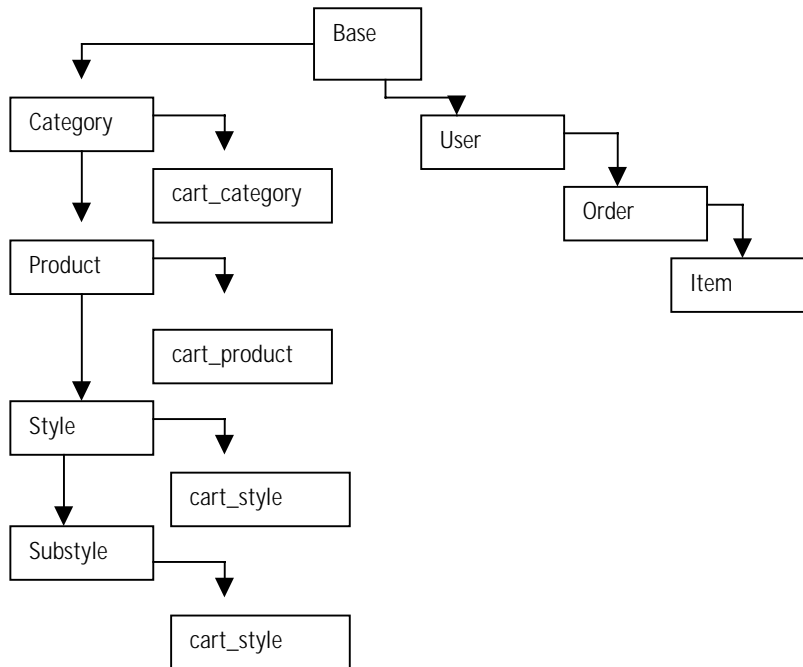 Base
Category
User
cart_category
Order
Product
Item
cart_product
Style
cart_style
Substyle
cart_style